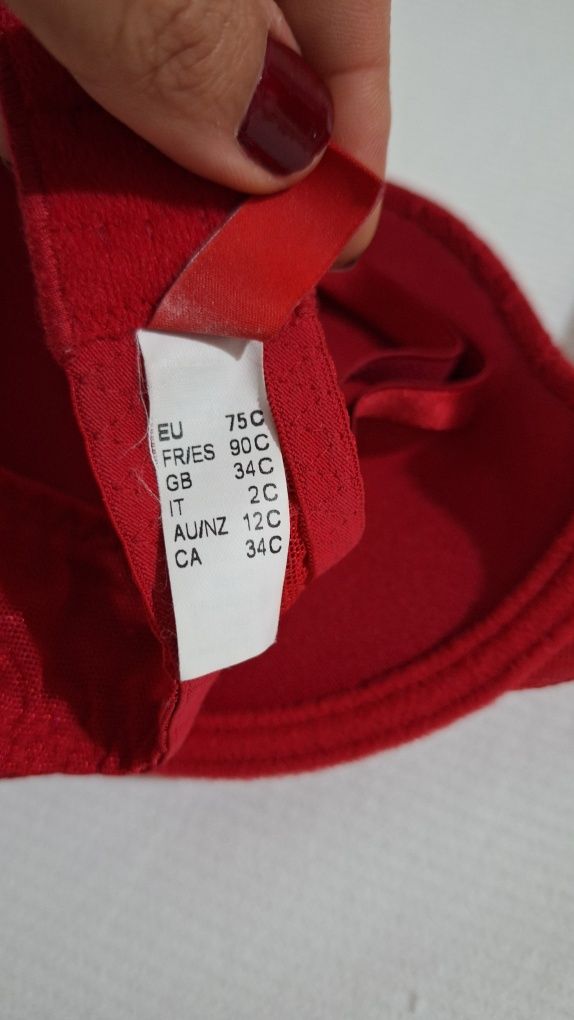 EU 75C
FR/ES 90C
GB 34C
IT 2C
AU/NZ 12C
CA 34C